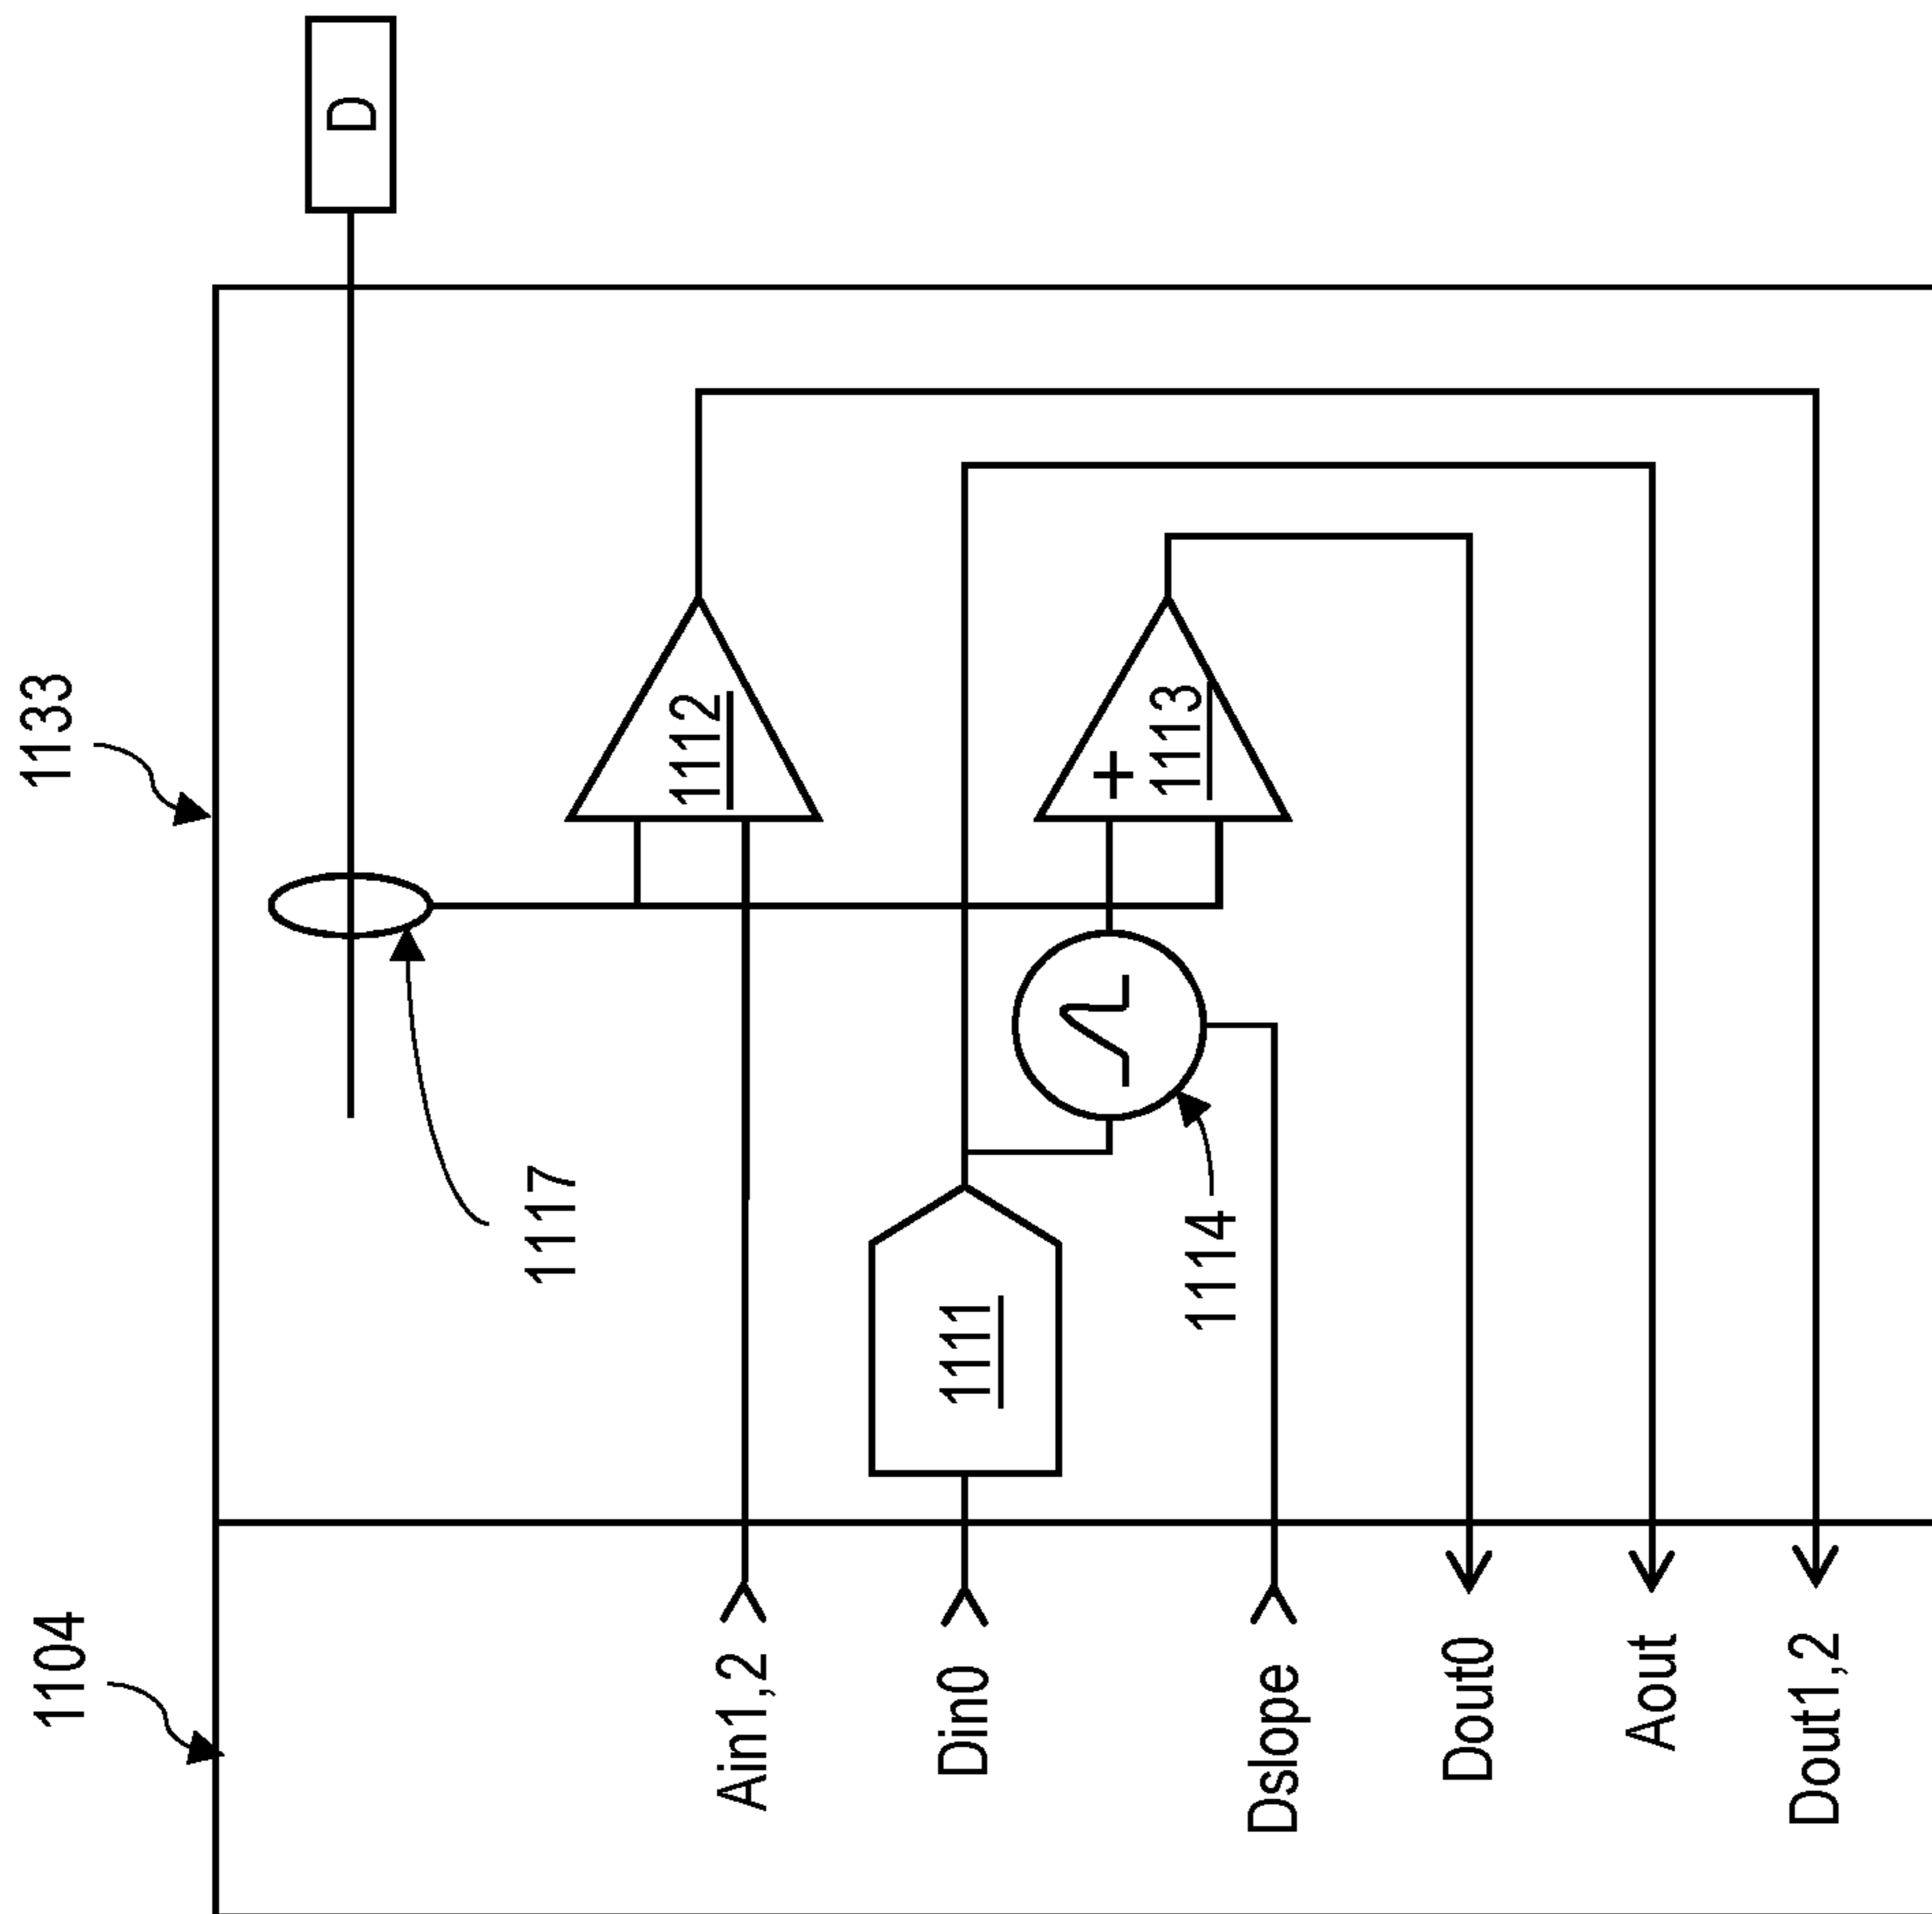 1104
1133
D
1117
1112
1111
+
1113
1114
Ain1,2
Din0
Dslope
Dout0
Aout
Dout1,2